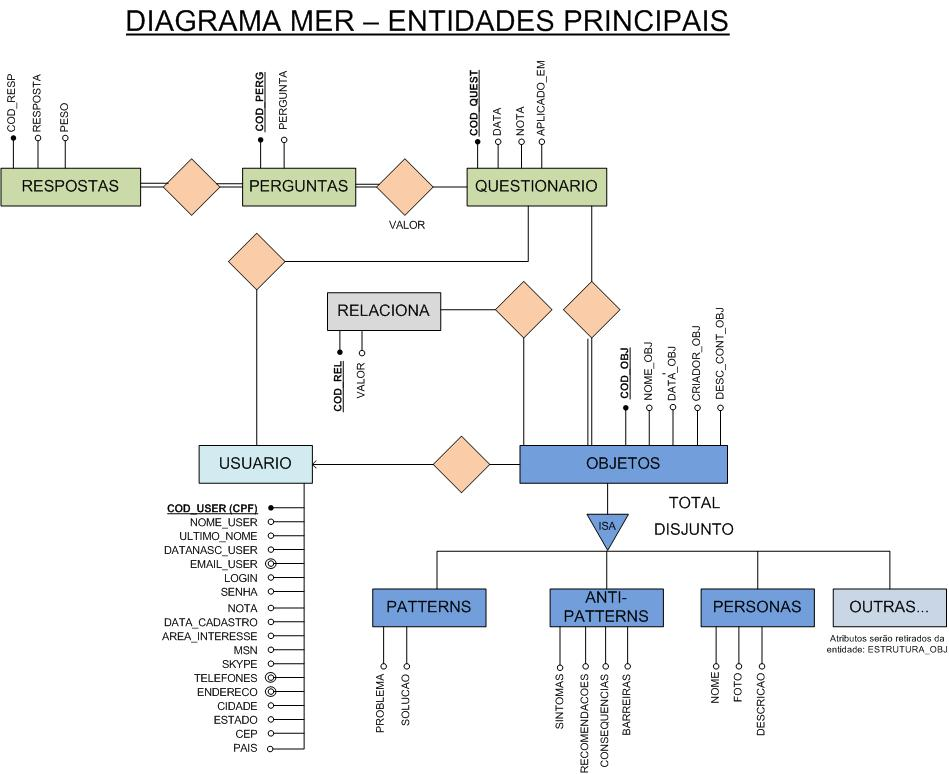 DIAGRAMA MER – ENTIDADES PRINCIPAIS
COD_RESP
RESPOSTA
PESO
COD_PERG
PERGUNTA
COD_QUEST
DATA
NOTA
APLICADO_EM
RESPOSTAS
PERGUNTAS
QUESTIONARIO
VALOR
RELACIONA
COD_REL
VALOR
COD_OBJ
NOME_OBJ
DATA_OBJ
CRIADOR_OBJ
DESC_CONT_OBJ
USUARIO
OBJETOS
COD_USER (CPF)
NOME_USER
ULTIMO_NOME
DATANASC_USER
EMAIL_USER
LOGIN
SENHA
NOTA
DATA_CADASTRO
AREA_INTERESSE
MSN
SKYPE
TELEFONES
ENDERECO
CIDADE
ESTADO
CEP
PAIS
ISA
TOTAL
DISJUNTO
PATTERNS
ANTI-
PATTERNS
PERSONAS
OUTRAS...
Atributos serão retirados da
entidade: ESTRUTURA_OBJ
PROBLEMA
SOLUCAO
SINTOMAS
RECOMENDACOES
CONSEQUENCIAS
BARREIRAS
NOME
FOTO
DESCRICAO